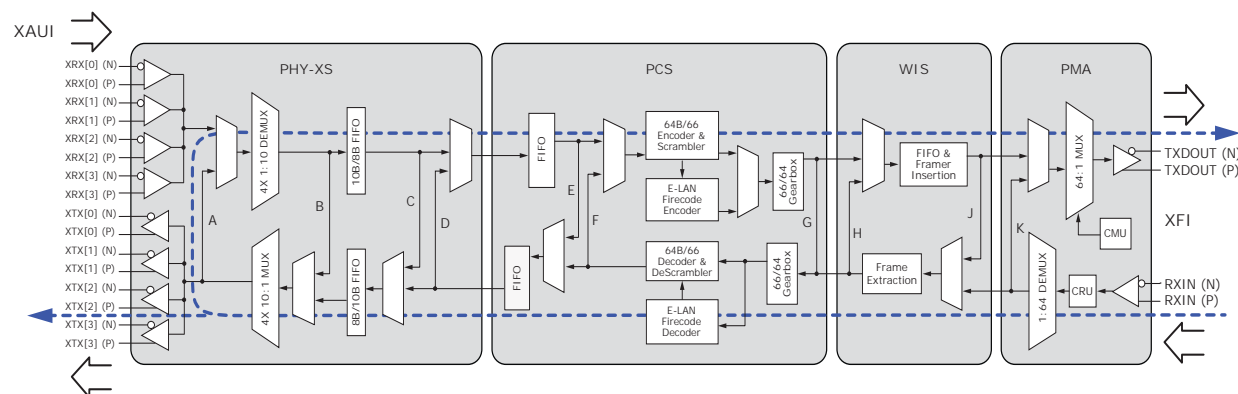 XAUI
PHY-XS
PCS
WIS
PMA
XRX[0] (N)
XRX[0] (P)
XRX[1] (N)
XRX[1] (P)
XRX[2] (N)
XRX[2] (P)
XRX[3] (N)
XRX[3] (P)
XTX[0] (N)
XTX[0] (P)
XTX[1] (N)
XTX[1] (P)
XTX[2] (N)
XTX[2] (P)
XTX[3] (N)
XTX[3] (P)
4X 1:10 DEMUX
10B/8B FIFO
A
B
C
D
4X 10:1 MUX
8B/10B FIFO
FIFO
E
F
FIFO
64B/66
Encoder &
Scrambler
E-LAN
Firecode
Encoder
66/64
Gearbox
64B/66
Decoder &
DeScrambler
E-LAN
Firecode
Decoder
66/64
Gearbox
G
H
FIFO &
Framer
Insertion
J
Frame
Extraction
K
64:1 MUX
CMU
1:64 DEMUX
CRU
TXDOUT (N)
TXDOUT (P)
XFI
RXIN (N)
RXIN (P)